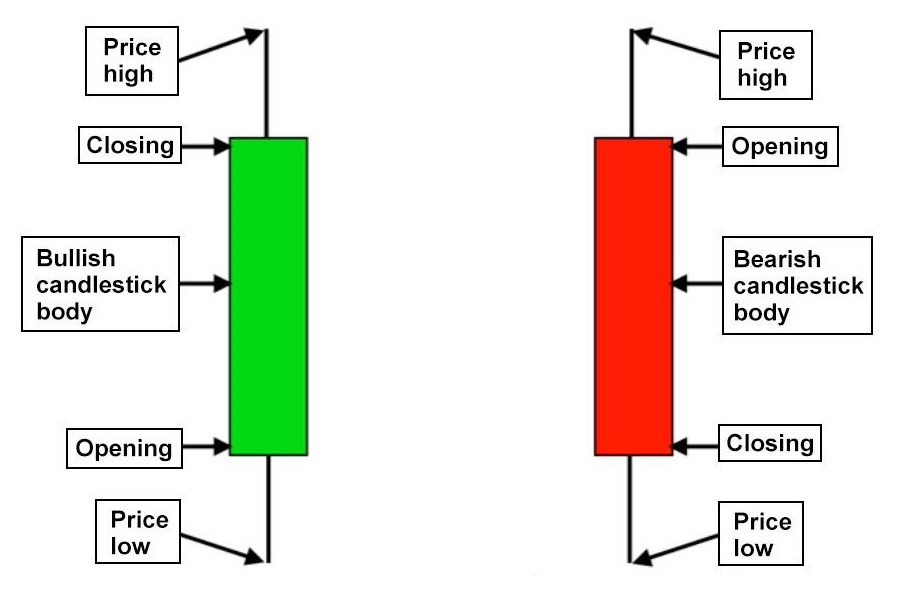 Price
high
Closing
Bullish
candlestick
body
Opening
Price
low
Price
high
Opening
Bearish
candlestick
body
Closing
Price
low